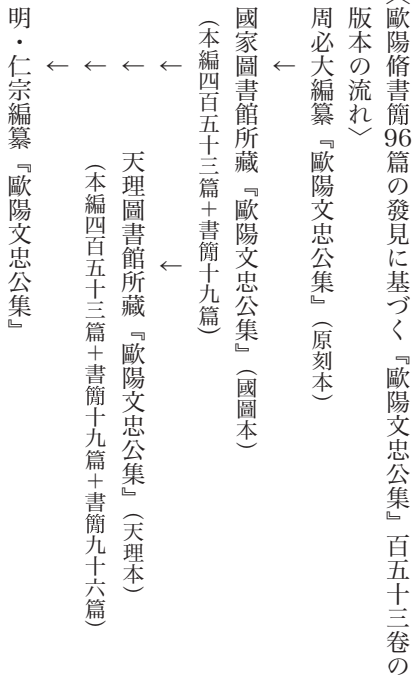 〈歐陽脩書簡96篇の發見に基づく『歐陽文忠公集』百五十三卷の
版本の流れ〉
周必大編纂『歐陽文忠公集』（原刻本）
←
國家圖書館所藏『歐陽文忠公集』（國圖本）
（本編四百五十三篇＋書簡十九篇）
← ←
天理圖書館所藏『歐陽文忠公集』（天理本）
←
（本編四百五十三篇＋書簡十九篇＋書簡九十六篇）
←
←
明・仁宗編纂『歐陽文忠公集』